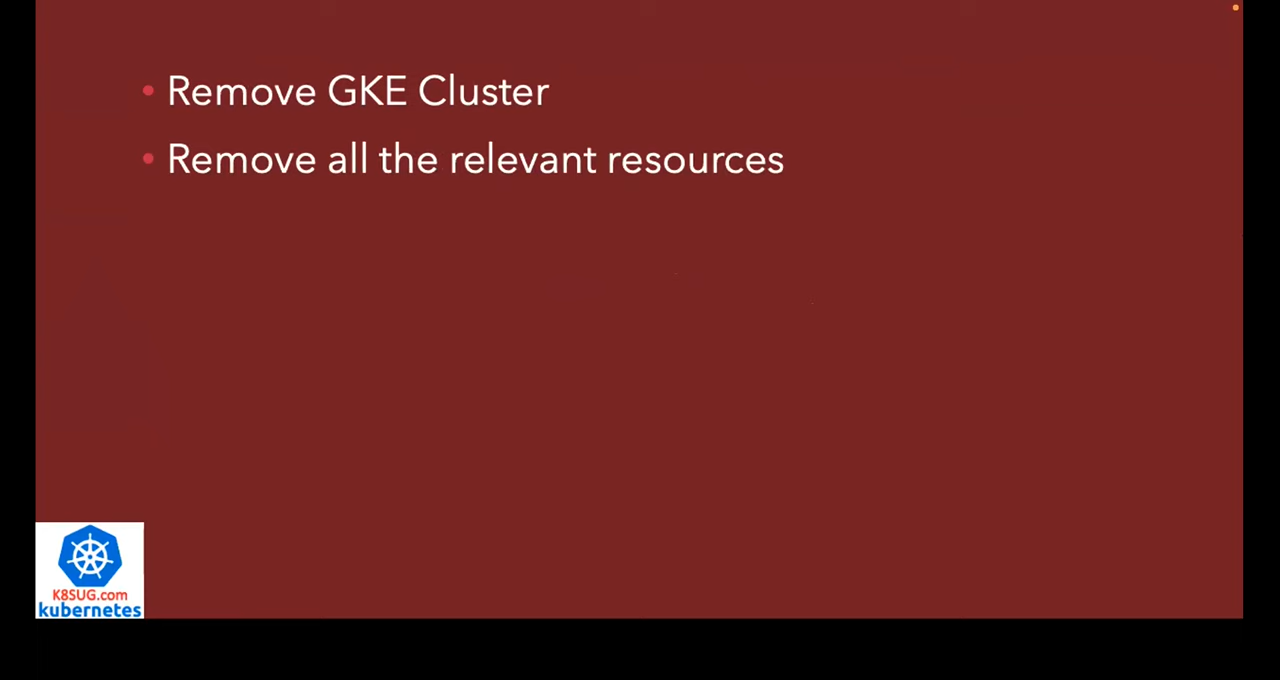 • Remove GKE Cluster
• Remove all the relevant resources
K8SUG.com
kubernetes